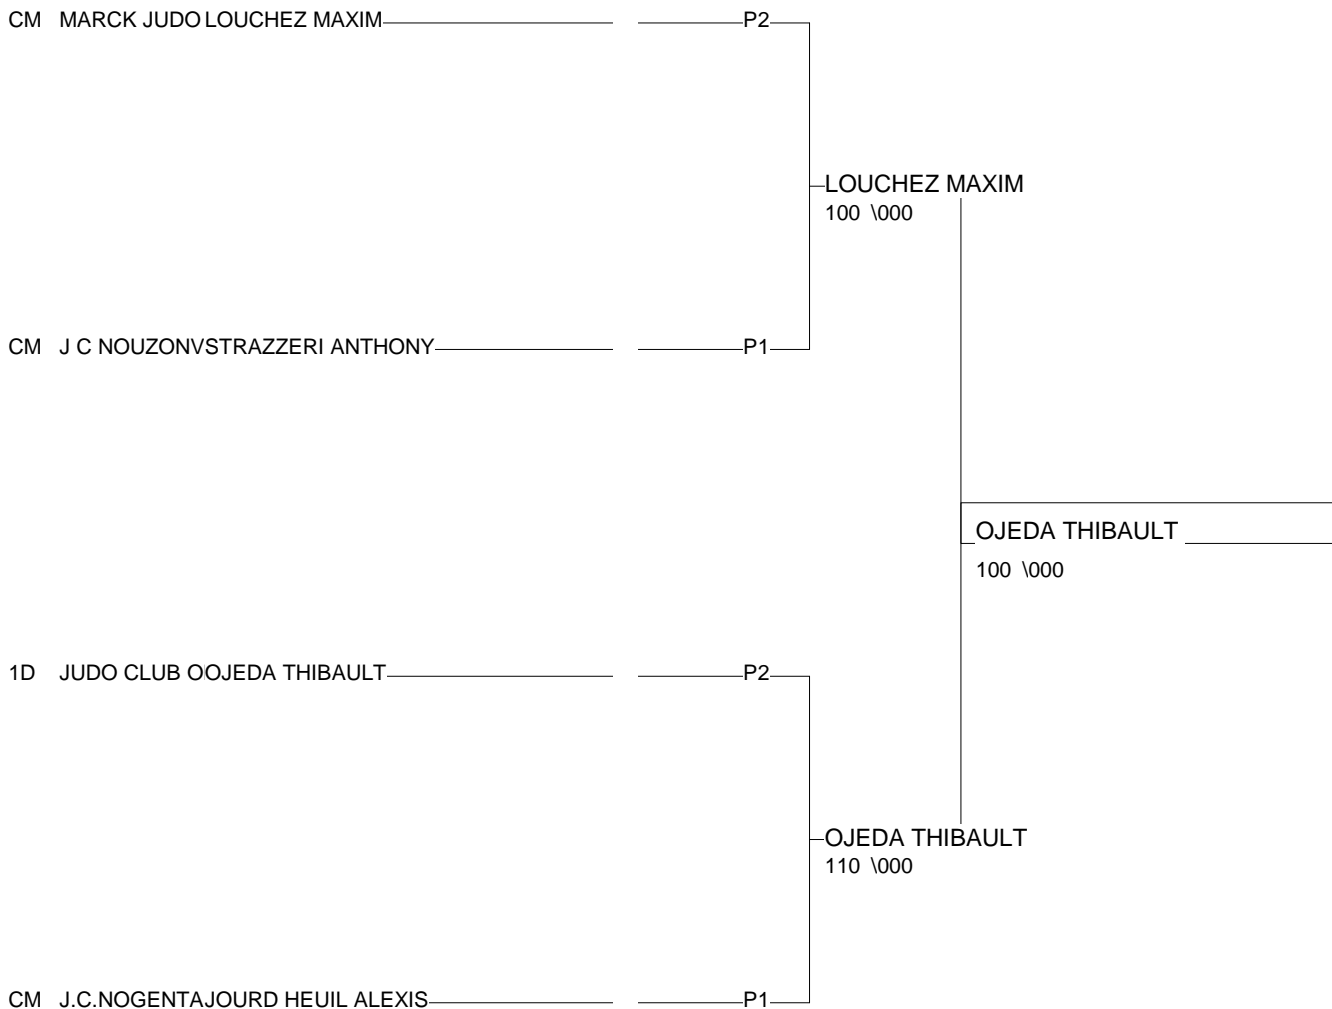 CM MARCK JUDO LOUCHEZ MAXIM P2
LOUCHEZ MAXIM
100 \000
CM J C NOUZONVSTRAZZERI ANTHONY P1
OJEDA THIBAULT
100 \000
1D JUDO CLUB OOJEDA THIBAULT P2
OJEDA THIBAULT
110 \000
CM J.C.NOGENTAJOURD HEUIL ALEXIS P1